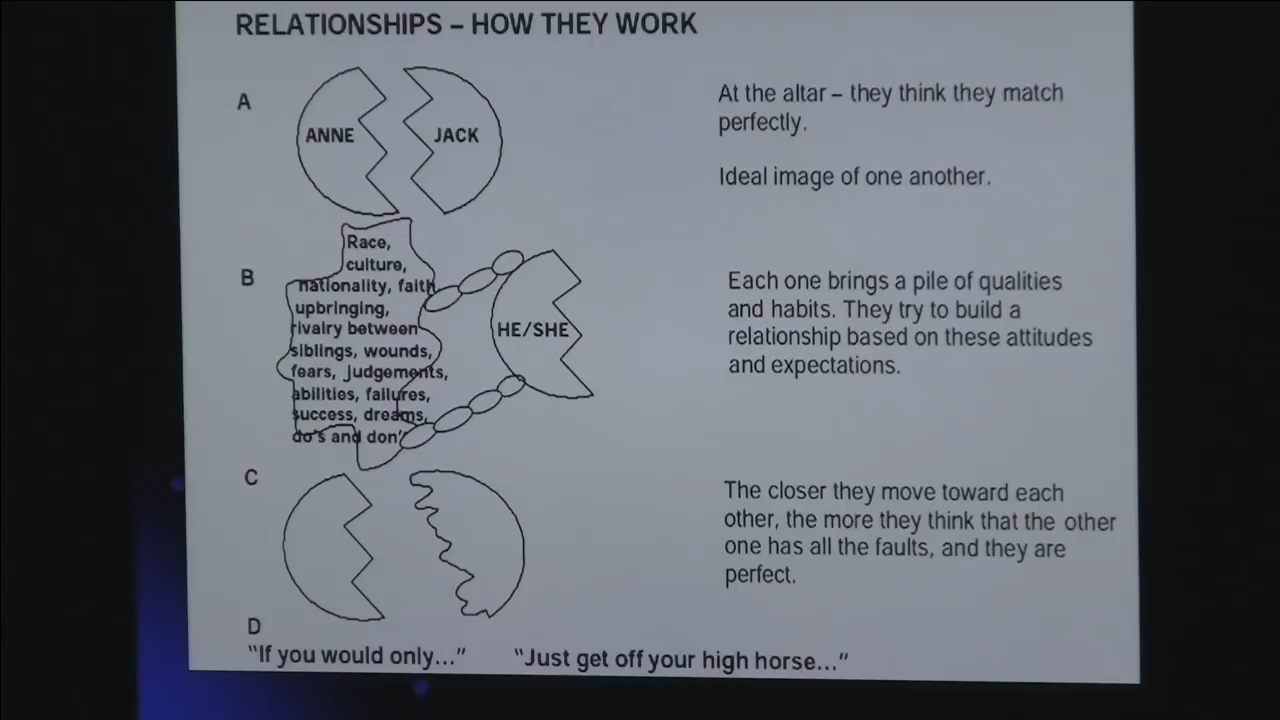 RELATIONSHIPS – HOW THEY WORK
A
ANNE
JACK
At the altar – they think they match
perfectly.
Ideal image of one another.
B
Race,
culture,
nationality, faith
upbringing,
rivalry between
siblings, wounds,
fears, judgements,
abilities, failures,
success, dreams,
do's and don'
HE/SHE
Each one brings a pile of qualities
and habits. They try to build a
relationship based on these attitudes
and expectations.
C
The closer they move toward each
other, the more they think that the other
one has all the faults, and they are
perfect.
D
"If you would only..." "Just get off your high horse..."